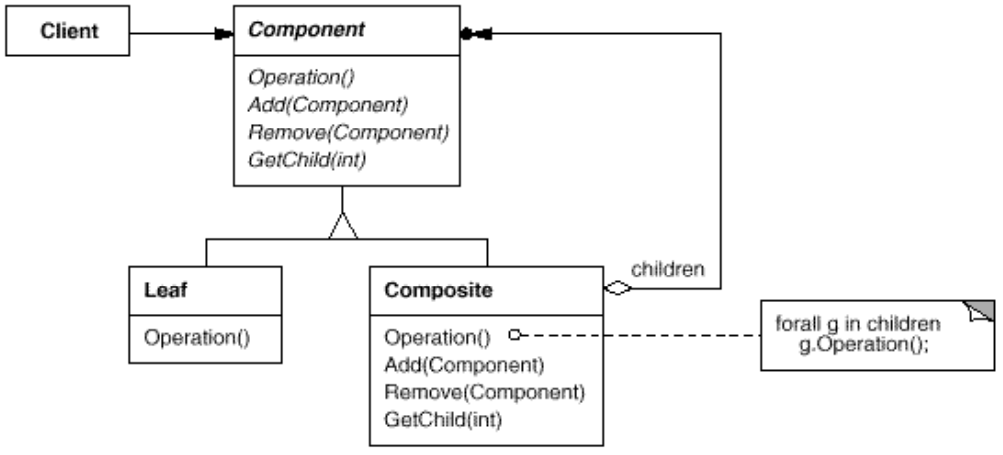 Client
Component
Operation()
Add(Component)
Remove(Component)
GetChild(int)
Leaf
Operation()
Composite
Operation()
Add(Component)
Remove(Component)
GetChild(int)
children
forall g in children
g.Operation();